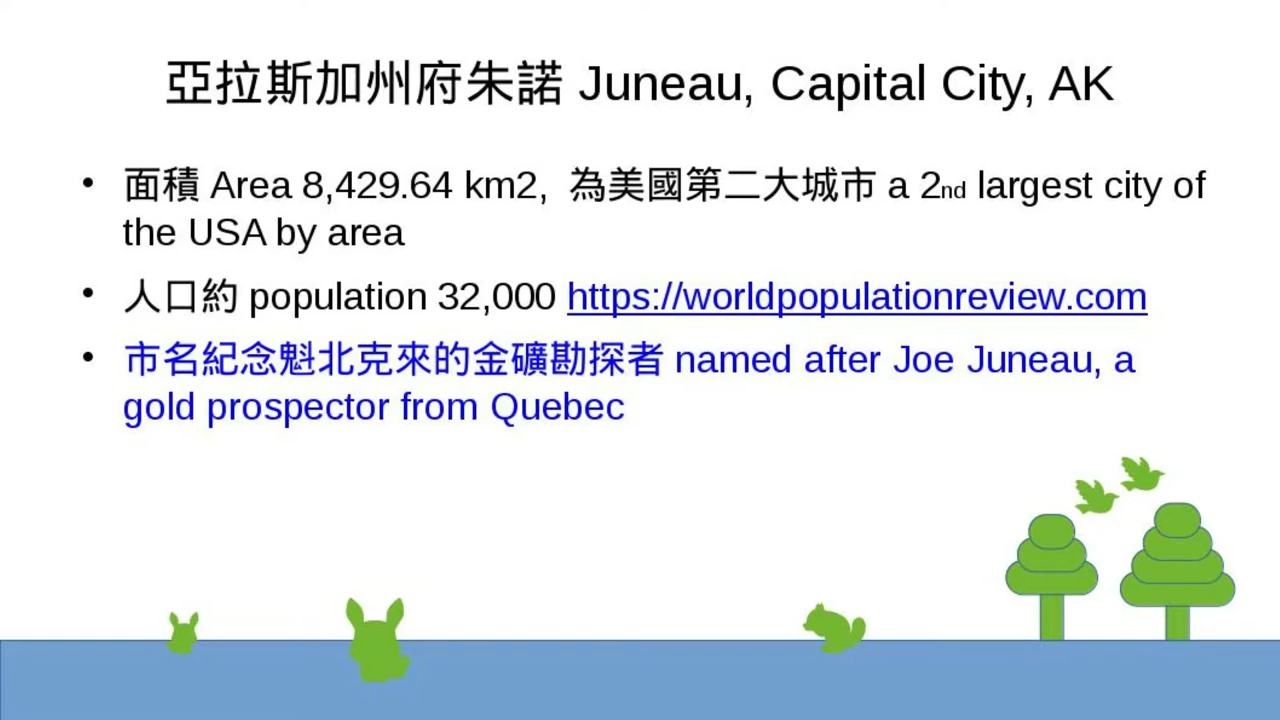 亞拉斯加州府朱諾 Juneau, Capital City, AK
• 面積 Area 8,429.64 km2,  為美國第二大城市 a 2nd largest city of
the USA by area
• 人口約 population 32,000 https://worldpopulationreview.com
• 市名紀念魁北克來的金礦勘探者 named after Joe Juneau, a
gold prospector from Quebec